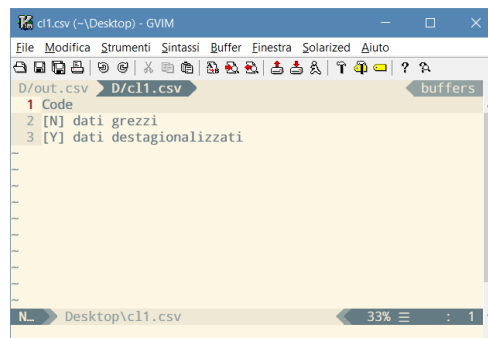 cl1.csv (~\Desktop) - GVIM
File Modifica Strumenti Sintassi Buffer Finestra Solarized Aiuto
D/out.csv D/cl1.csv buffers
1 Code
2 [N] dati grezzi
3 [Y] dati destagionalizzati
~
~
~
~
~
~
~
~
~
N… Desktop\cl1.csv 33% ☰ : 1